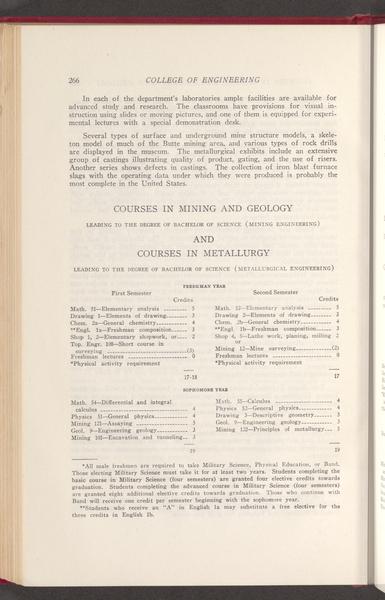 266 COLLEGE OF ENGINEERING
In each of the department's laboratories ample facilities are available for
advanced study and research. The classrooms have provisions for visual in-
struction using slides or moving pictures, and one of them is equipped for experi-
mental lectures with a special demonstration desk.
Several types of surface and underground mine structure models, a skele-
ton model of much of the Butte mining area, and various types of rock drills
are displayed in the museum. The metallurgical exhibits include an extensive
group of castings illustrating quality of product, gating, and the use of risers.
Another series shows defects in castings. The collection of iron blast furnace
slags with the operating data under which they were produced is probably the
most complete in the United States.
COURSES IN MINING AND GEOLOGY
LEADING TO THE DEGREE OF BACHELOR OF SCIENCE (MINING ENGINEERING)
AND
COURSES IN METALLURGY
LEADING TO THE DEGREE OF BACHELOR OF SCIENCE (METALLURGICAL ENGINEERING)
FRESHMAN YEAR
First Semester
Credits
Math. 51—Elementary analysis 5
Drawing 1—Elements of drawing 3
Chem. 2a—General chemistry 4
**Engl. 1a—Freshman composition 3
Shop 1, 2—Elementary shopwork, or 2
Top. Engr. 108—Short course in
surveying (3)
Freshman lectures 0
*Physical activity requirement
17-18
Second Semester
Credits
Math. 52—Elementary analysis 5
Drawing 2—Elements of drawing 3
Chem. 2b—General chemistry 4
**Engl. 1b—Freshman composition 3
Shop 4, 5—Lathe work, planing, milling 2
or
Mining 12—Mine surveying (2)
Freshman lectures 0
*Physical activity requirement
17
SOPHOMORE YEAR
Math. 54—Differential and integral
calculus 4
Physics 51—General physics 4
Mining 121—Assaying 3
Geol. 9—Engineering geology 3
Mining 101—Excavation and tunneling 3
19
Math. 55—Calculus 4
Physics 52—General physics 4
Drawing 3—Descriptive geometry 3
Geol. 9—Engineering geology 3
Mining 132—Principles of metallurgy
19
*All male freshmen are required to take Military Science, Physical Education, or Band.
Those electing Military Science must take it for at least two years. Students completing the
basic course in Military Science (four semesters) are granted four elective credits towards
graduation. Students completing the advanced course in Military Science (four semesters)
are granted eight additional elective credits towards graduation. Those who continue with
Band will receive one credit per semester beginning with the sophomore year.
**Students who receive an "A" in English 1a may substitute a free elective for the
three credits in English 1b.